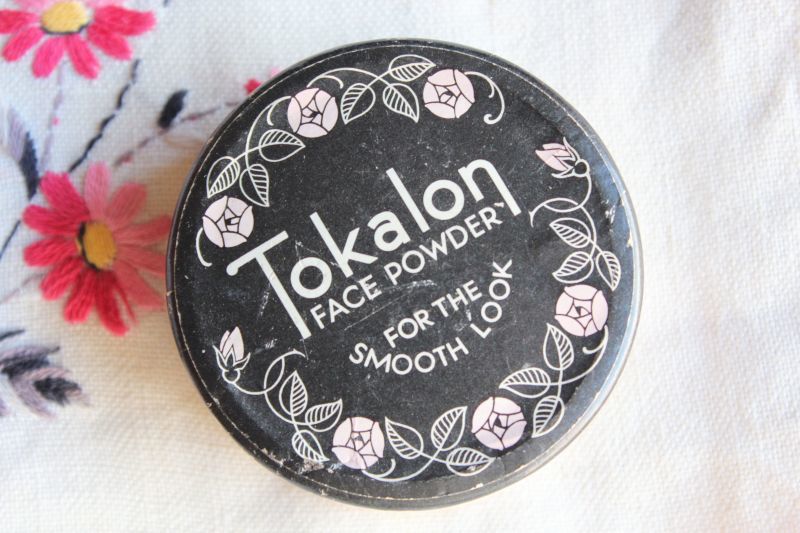 Tokalon
FACE POWDER
FOR THE
SMOOTH LOOK